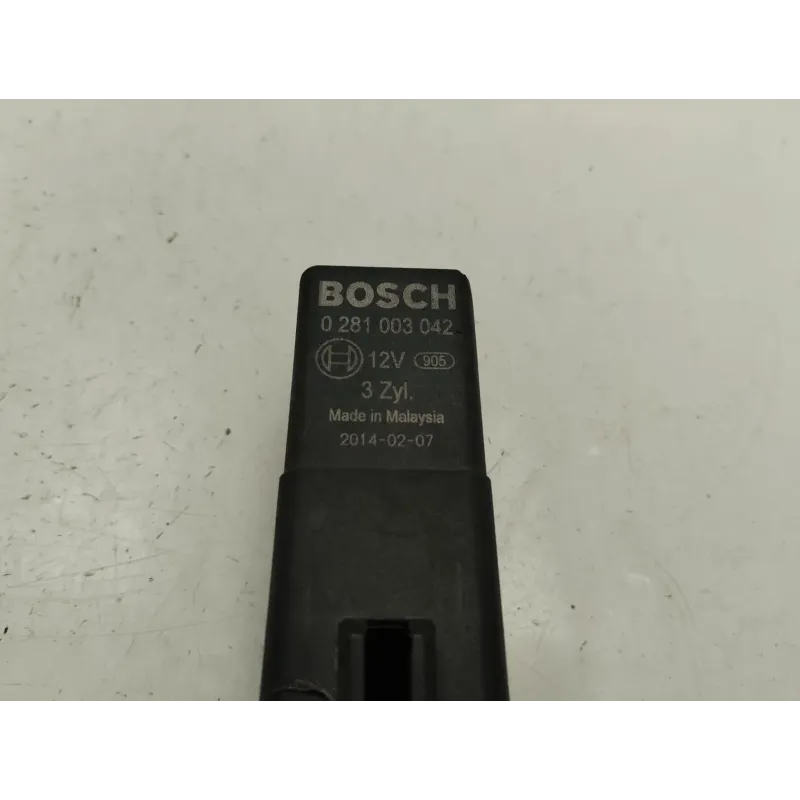 BOSCH
0 281 003 042
12V 905
3 Zyl.
Made in Malaysia
2014-02-07